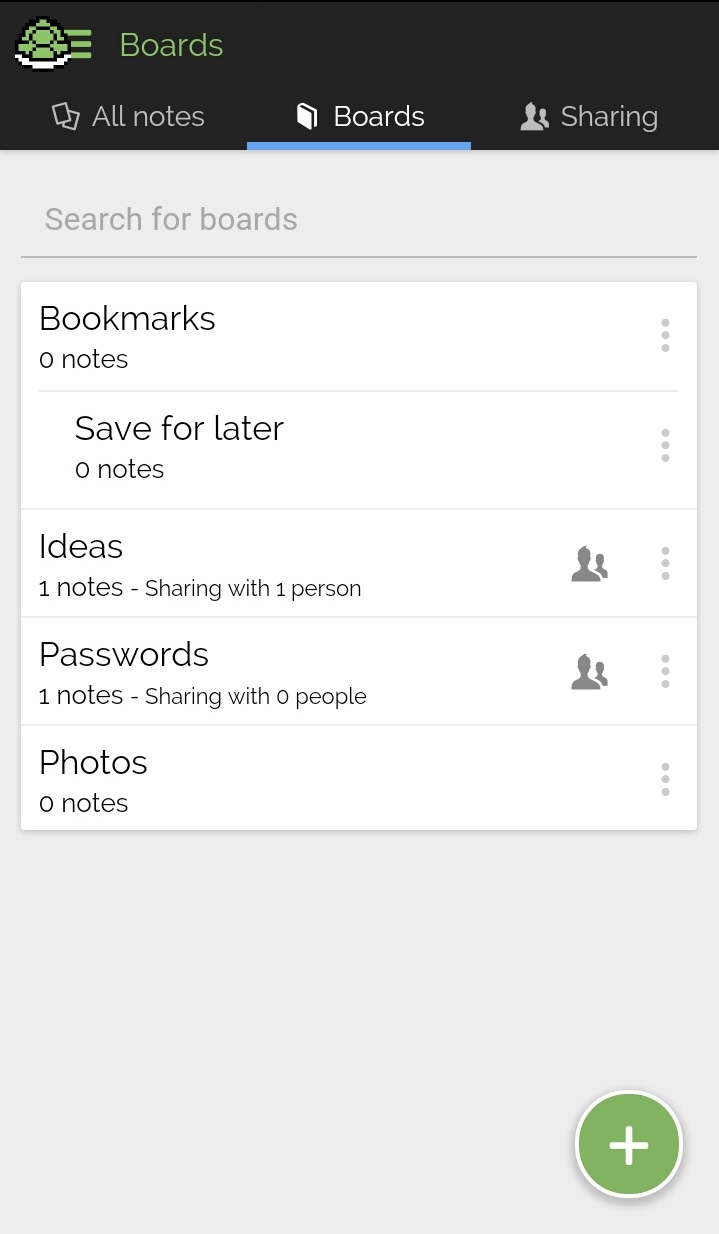 Boards
All notes
Boards
Sharing
Search for boards
Bookmarks
0 notes
Save for later
0 notes
Ideas
1 notes - Sharing with 1 person
Passwords
1 notes - Sharing with 0 people
Photos
0 notes